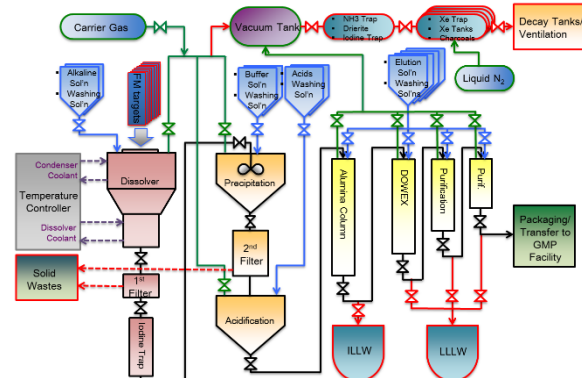 Carrier Gas
Vacuum Tank
NH3 Trap
Drierite
Iodine Trap
Xe Trap
Xe Tanks
Charcoals
Decay Tanks/
Ventilation
Liquid N2
Alkaline
Sol'n
Washing
Sol'n
FM targets
Buffer
Sol'n
Washing
Sol'n
Acids
Washing
Sol'n
Elution
Sol'n
Washing
Sol'ns
Condenser
Coolant
Temperature
Controller
Dissolver
Coolant
Dissolver
Precipitation
Alumina Column
DOWEX
Purification
Purif.
Packaging/
Transfer to
GMP
Facility
2nd
Filter
Solid
Wastes
1st
Filter
Acidification
Iodine Trap
ILLW
LLLW